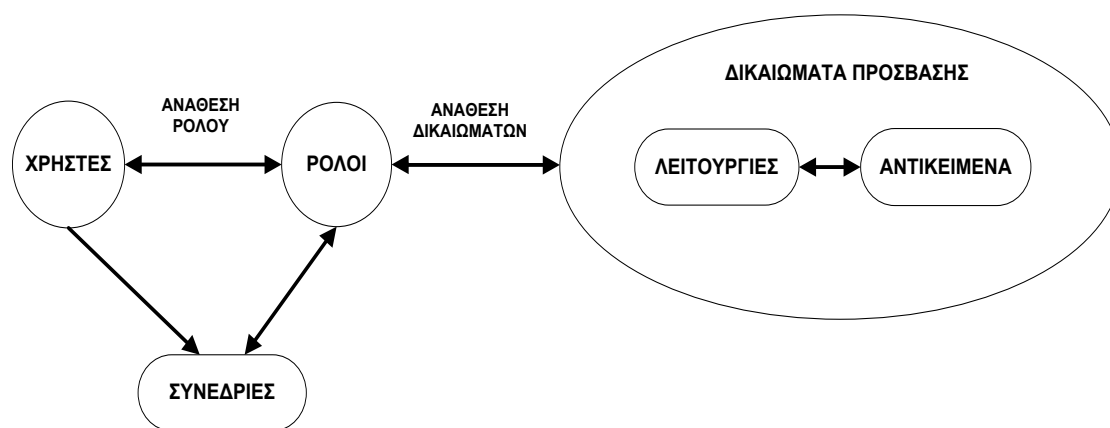 ΔΙΚΑΙΩΜΑΤΑ ΠΡΟΣΒΑΣΗΣ
ΑΝΑΘΕΣΗ
ΡΟΛΟΥ
ΑΝΑΘΕΣΗ
ΔΙΚΑΙΩΜΑΤΩΝ
ΧΡΗΣΤΕΣ
ΡΟΛΟΙ
ΛΕΙΤΟΥΡΓΙΕΣ
ΑΝΤΙΚΕΙΜΕΝΑ
ΣΥΝΕΔΡΙΕΣ